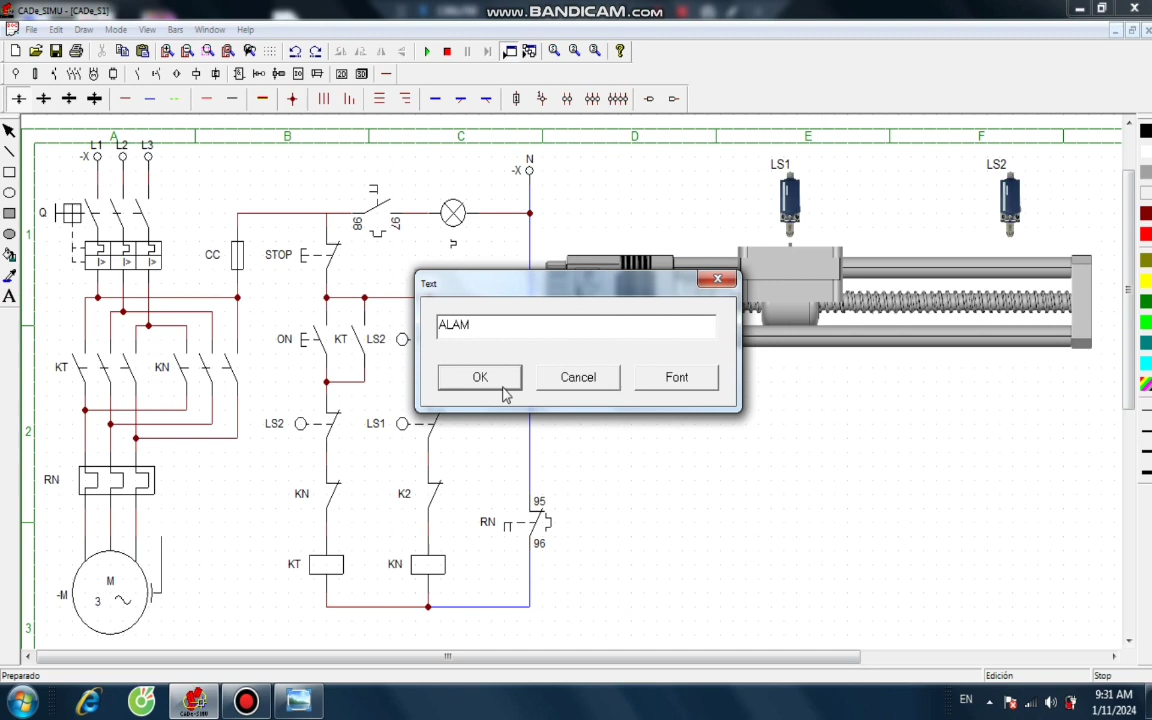 CADe_SIMU - [CADe_S1]
www.BANDICAM.com
File Edit Draw Mode View Bars Window Help
A B C D E F
L1 L2 L3
-X
N
-X
LS1
LS2
Q
1
98
97
CC
STOP
I> I> I>
Text
ALAM
OK
Cancel
Font
ON
KT
LS2
KT
KN
2
LS2
LS1
RN
KN
K2
95
RN
96
KT
KN
M
-M
3
3
Preparado
Edición
Stop
CADe-SIMU
EN
9:31 AM
1/11/2024